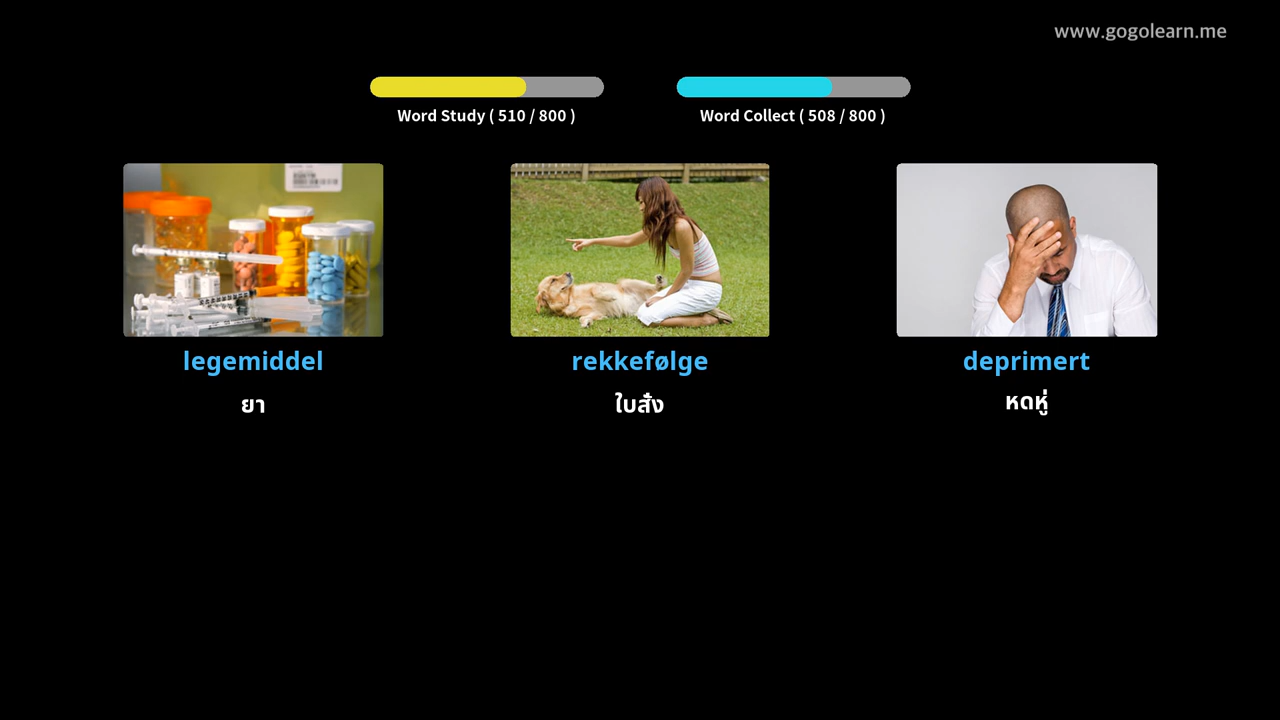 www.gogolearn.me
Word Study ( 510 / 800 )
Word Collect ( 508 / 800 )
legemiddel
rekkefølge
deprimert
ยา
ใบสั่ง
หดหู่